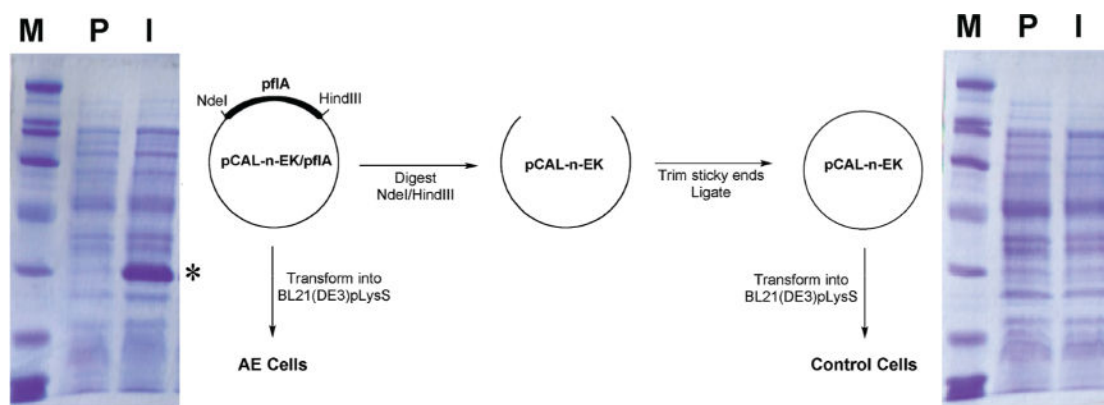 M P I
pflA
NdeI
HindIII
pCAL-n-EK/pflA
Digest
NdeI/HindIII
pCAL-n-EK
Trim sticky ends
Ligate
pCAL-n-EK
M P I
*
Transform into
BL21(DE3)pLysS
AE Cells
Transform into
BL21(DE3)pLysS
Control Cells